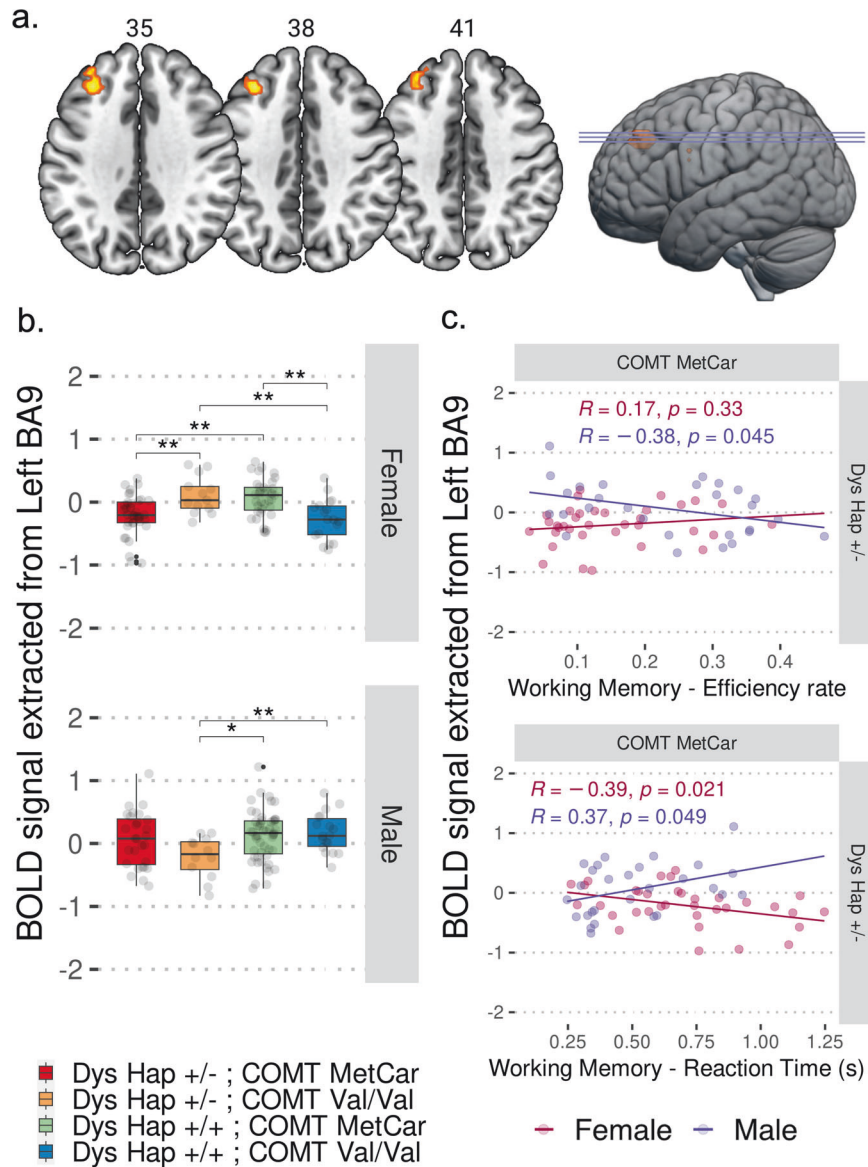 a.
35 38 41
b.
BOLD signal extracted from Left BA9
2
1
0
-1
-2
**
**
**
**
Female
2
1
0
-1
-2
**
*
Male
Dys Hap +/- ; COMT MetCar
Dys Hap +/- ; COMT Val/Val
Dys Hap +/+ ; COMT MetCar
Dys Hap +/+ ; COMT Val/Val
c.
BOLD signal extracted from Left BA9
COMT MetCar
2
1
0
-1
-2
R = 0.17, p = 0.33
R = −0.38, p = 0.045
Dys Hap +/-
0.1 0.2 0.3 0.4
Working Memory - Efficiency rate
COMT MetCar
2
1
0
-1
-2
R = −0.39, p = 0.021
R = 0.37, p = 0.049
Dys Hap +/-
0.25 0.50 0.75 1.00 1.25
Working Memory - Reaction Time (s)
Female Male